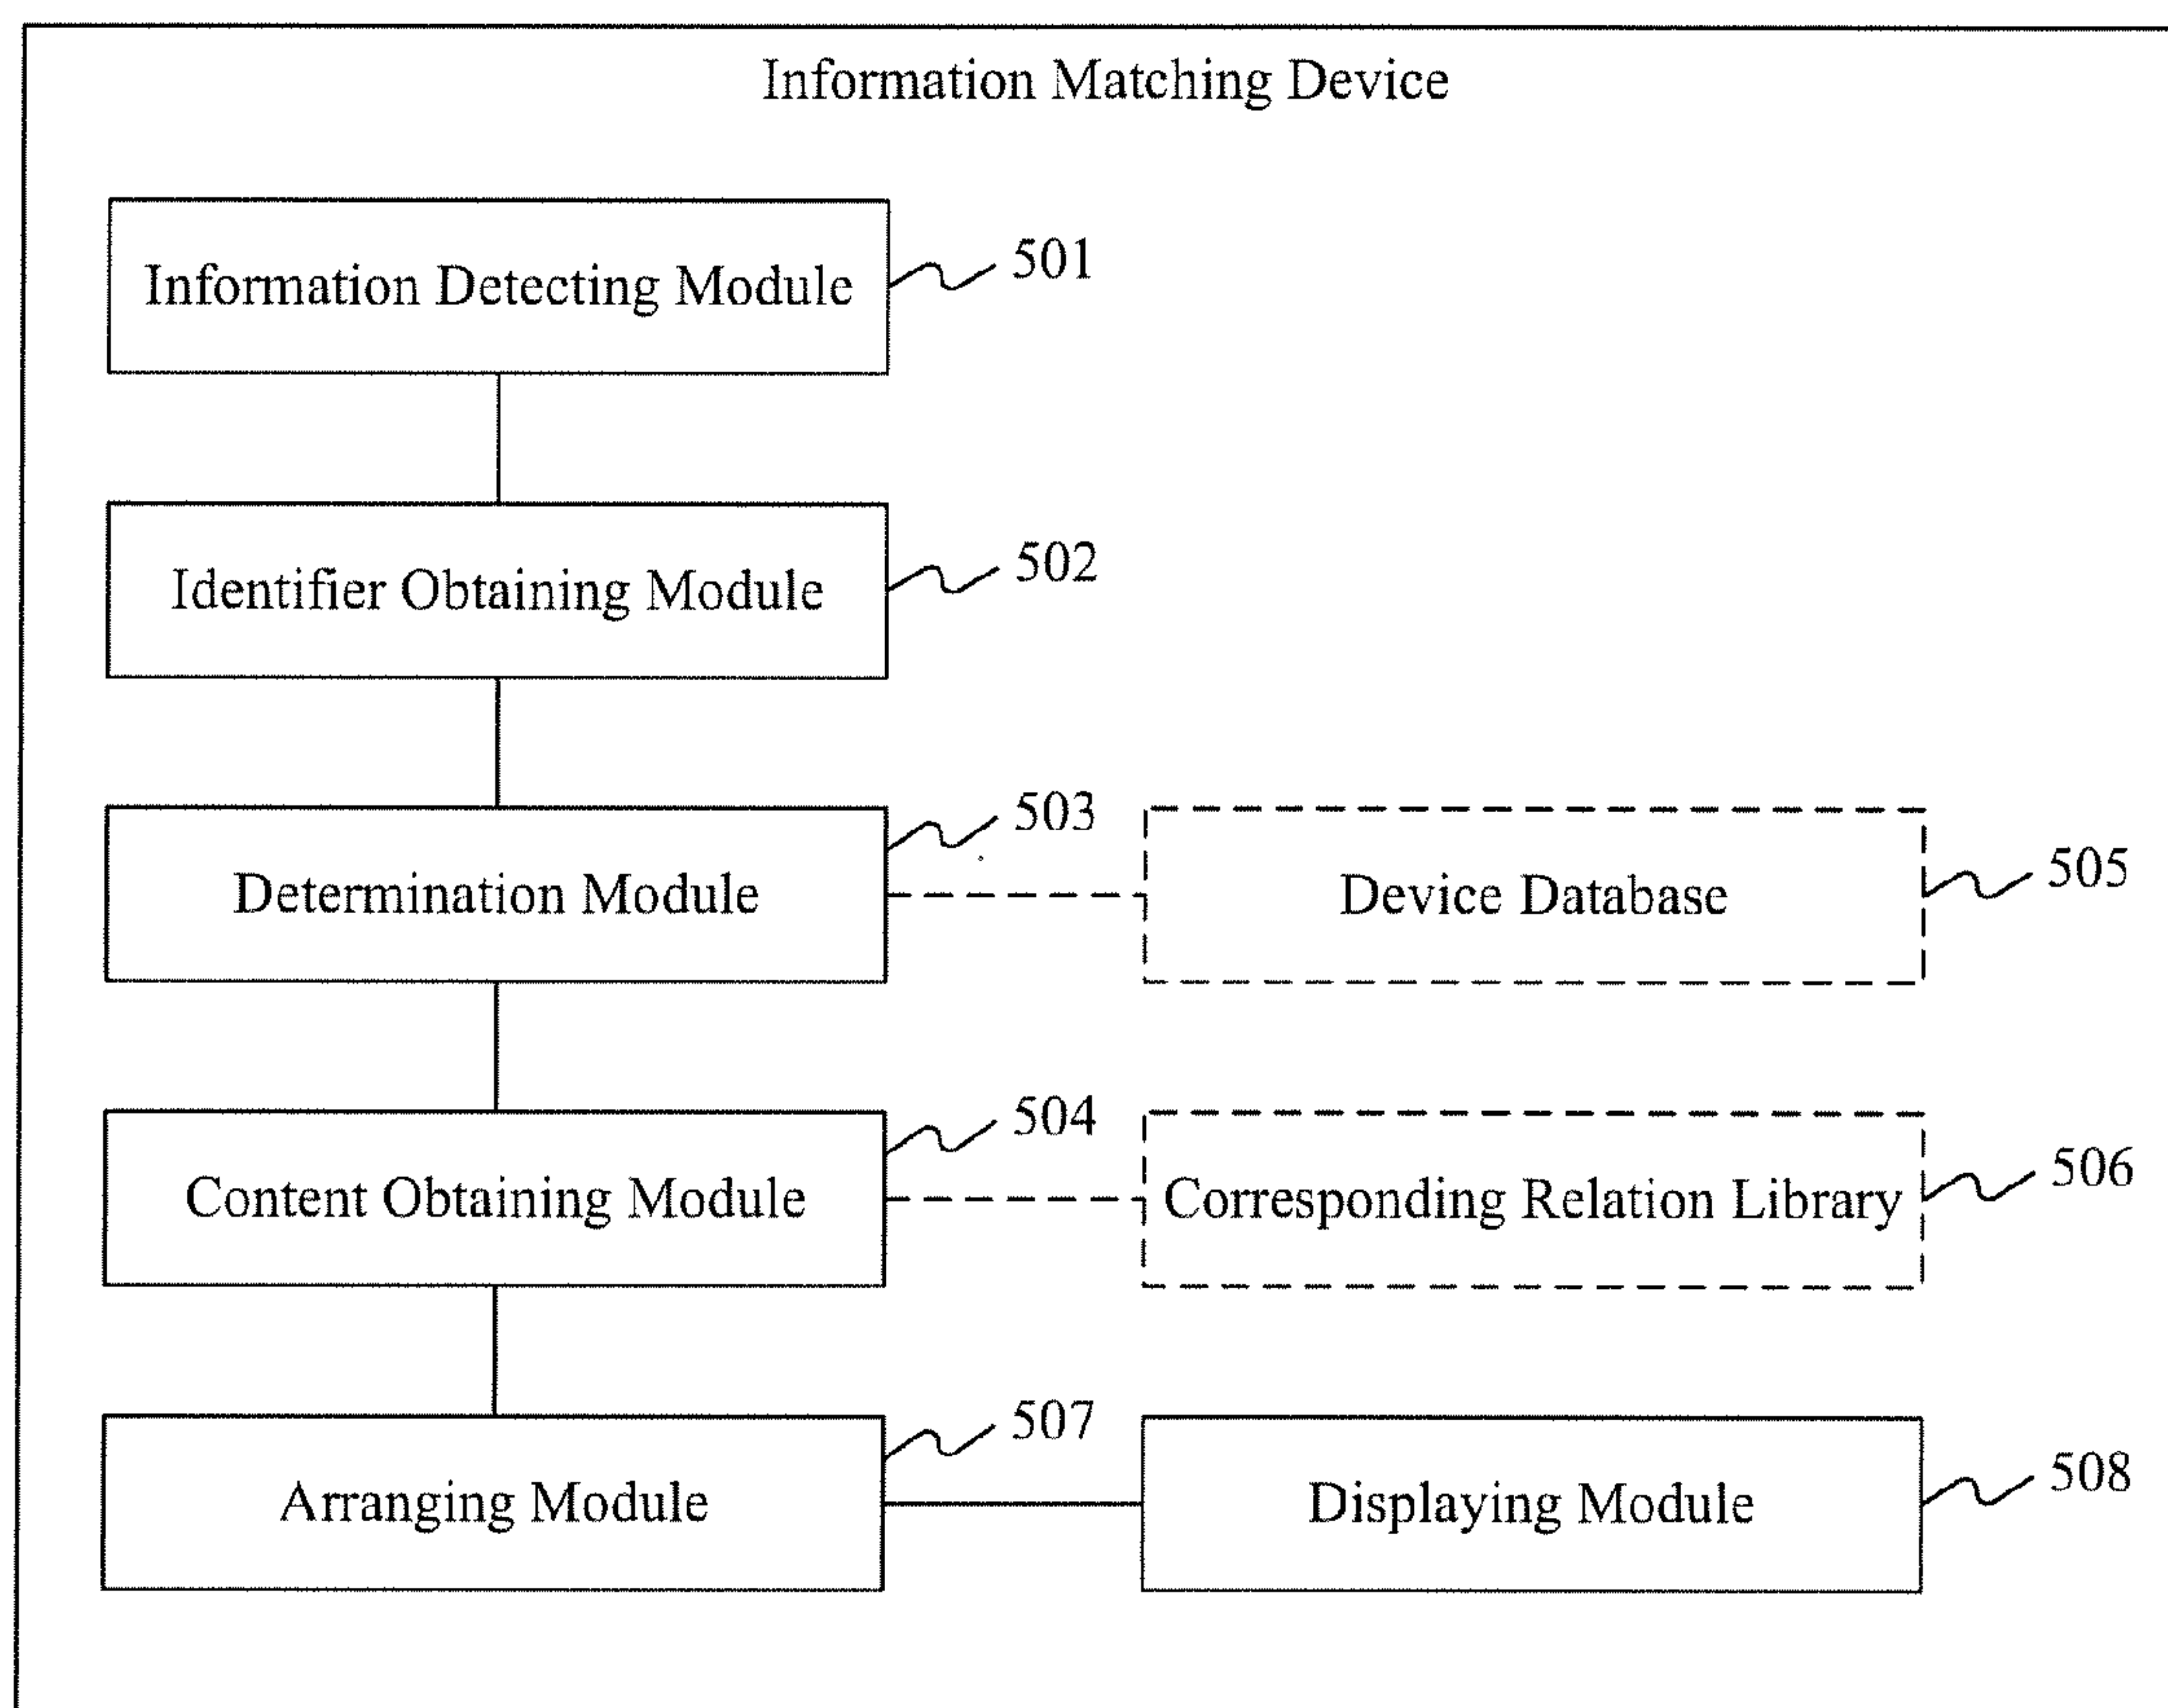 Information Matching Device
Information Detecting Module
501
Identifier Obtaining Module
502
Determination Module
503
Device Database
505
Content Obtaining Module
504
Corresponding Relation Library
506
Arranging Module
507
Displaying Module
508